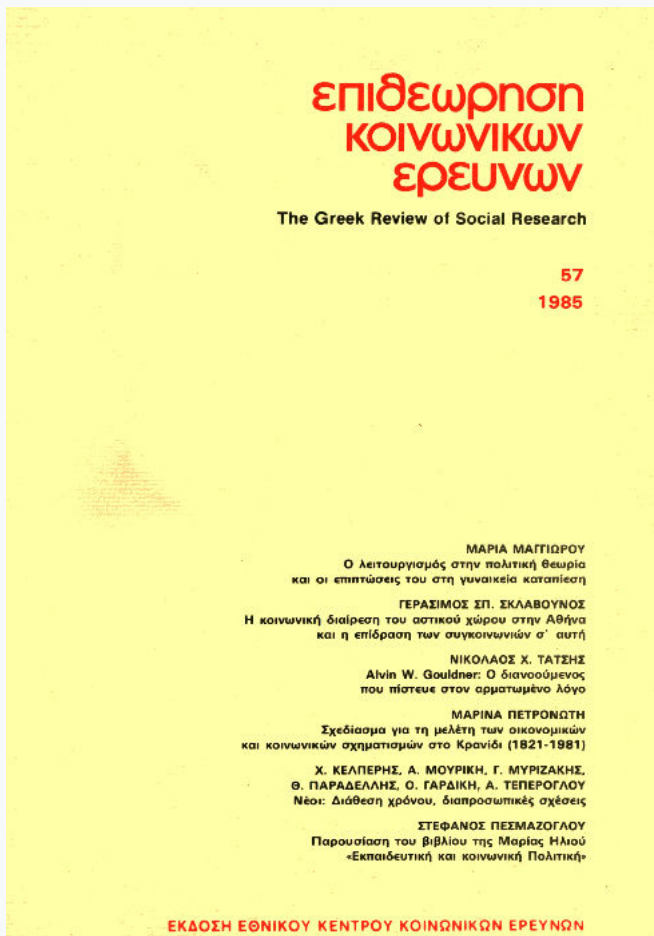 επιθεωρηση
κοινωνικων
ερευνων
The Greek Review of Social Research
57
1985
ΜΑΡΙΑ ΜΑΓΓΙΩΡΟΥ
Ο λειτουργισμός στην πολιτική θεωρία
και οι επιπτώσεις του στη γυναικεία καταπίεση
ΓΕΡΑΣΙΜΟΣ ΣΠ. ΣΚΛΑΒΟΥΝΟΣ
Η κοινωνική διαίρεση του αστικού χώρου στην Αθήνα
και η επίδραση των συγκοινωνιών σ' αυτή
ΝΙΚΟΛΑΟΣ Χ. ΤΑΤΣΗΣ
Alvin W. Gouldner: Ο διανοούμενος
που πίστευε στον αρματωμένο λόγο
ΜΑΡΙΝΑ ΠΕΤΡΟΝΩΤΗ
Σχεδίασμα για τη μελέτη των οικονομικών
και κοινωνικών σχηματισμών στο Κρανίδι (1821-1981)
Χ. ΚΕΛΠΕΡΗΣ, Α. ΜΟΥΡΙΚΗ, Γ. ΜΥΡΙΖΑΚΗΣ,
Θ. ΠΑΡΑΔΕΛΛΗΣ, Ο. ΓΑΡΔΙΚΗ, Α. ΤΕΠΕΡΟΓΛΟΥ
Νέοι: Διάθεση χρόνου, διαπροσωπικές σχέσεις
ΣΤΕΦΑΝΟΣ ΠΕΣΜΑΖΟΓΛΟΥ
Παρουσίαση του βιβλίου της Μαρίας Ηλιού
«Εκπαιδευτική και κοινωνική Πολιτική»
ΕΚΔΟΣΗ ΕΘΝΙΚΟΥ ΚΕΝΤΡΟΥ ΚΟΙΝΩΝΙΚΩΝ ΕΡΕΥΝΩΝ